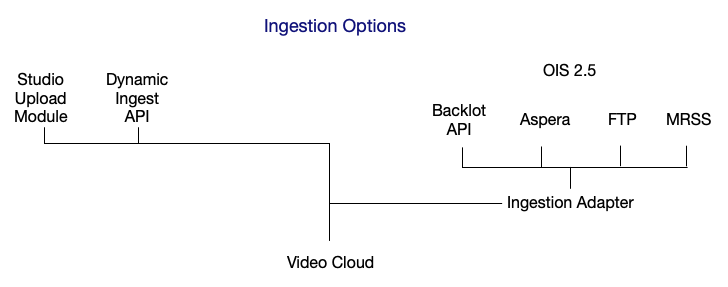 Ingestion Options
OIS 2.5
Studio
Upload
Module
Dynamic
Ingest
API
Backlot
API
Aspera
FTP
MRSS
Ingestion Adapter
Video Cloud